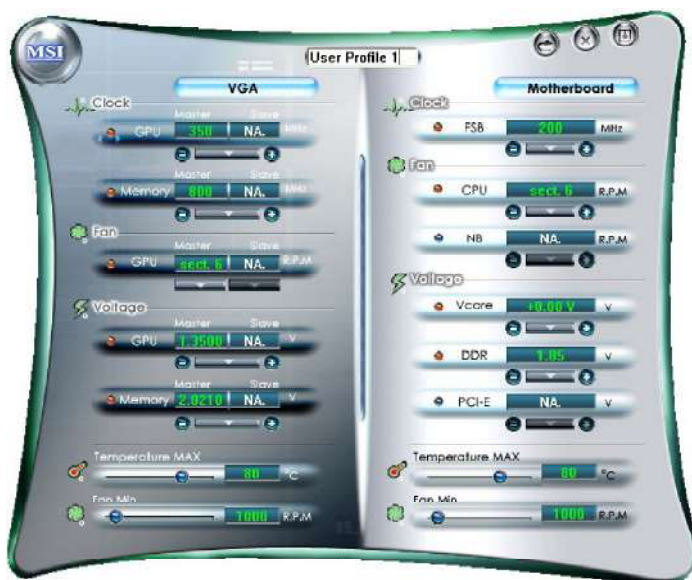 MSI
User Profile 1
VGA
Clock
Master Slave
GPU 350 NA. MHz
Master Slave
Memory 800 NA. MHz
Fan
Master Slave
GPU sect. 6 NA. R.P.M
Voltage
Master Slave
GPU 1.3500 NA. V
Master Slave
Memory 2.0210 NA. V
Temperature MAX
80 °C
Fan Min
1000 R.P.M
Motherboard
Clock
FSB 200 MHz
Fan
CPU sect. 6 R.P.M
NB NA. R.P.M
Voltage
Vcore +0.00 V V
DDR 1.85 V
PCI-E NA. V
Temperature MAX
80 °C
Fan Min
1000 R.P.M